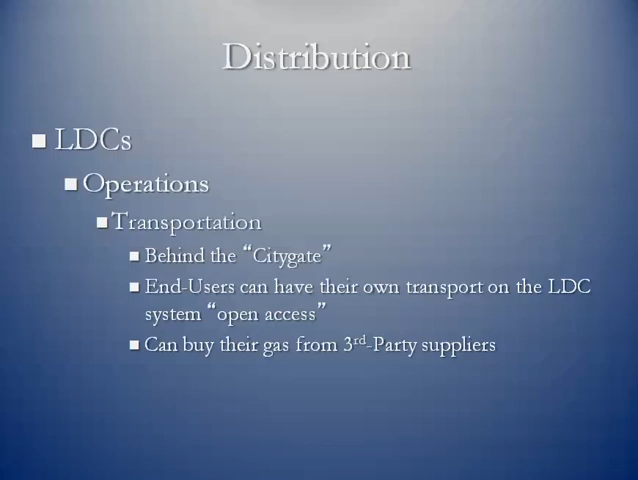 Distribution
■ LDCs
■ Operations
■ Transportation
■ Behind the “Citygate”
■ End-Users can have their own transport on the LDC
system “open access”
■ Can buy their gas from 3rd-Party suppliers